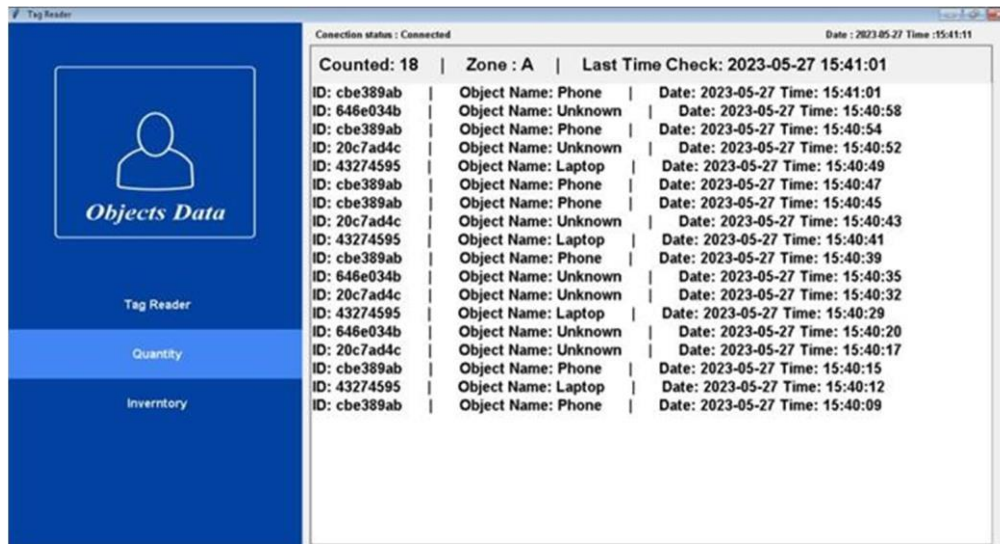 Tag Reader
Conection status : Connected
Date : 2023-05-27 Time :15:41:11
Objects Data
Tag Reader
Quantity
Inverntory
Counted: 18 | Zone : A | Last Time Check: 2023-05-27 15:41:01
ID: cbe389ab | Object Name: Phone | Date: 2023-05-27 Time: 15:41:01
ID: 646e034b | Object Name: Unknown | Date: 2023-05-27 Time: 15:40:58
ID: cbe389ab | Object Name: Phone | Date: 2023-05-27 Time: 15:40:54
ID: 20c7ad4c | Object Name: Unknown | Date: 2023-05-27 Time: 15:40:52
ID: 43274595 | Object Name: Laptop | Date: 2023-05-27 Time: 15:40:49
ID: cbe389ab | Object Name: Phone | Date: 2023-05-27 Time: 15:40:47
ID: cbe389ab | Object Name: Phone | Date: 2023-05-27 Time: 15:40:45
ID: 20c7ad4c | Object Name: Unknown | Date: 2023-05-27 Time: 15:40:43
ID: 43274595 | Object Name: Laptop | Date: 2023-05-27 Time: 15:40:41
ID: cbe389ab | Object Name: Phone | Date: 2023-05-27 Time: 15:40:39
ID: 646e034b | Object Name: Unknown | Date: 2023-05-27 Time: 15:40:35
ID: 20c7ad4c | Object Name: Unknown | Date: 2023-05-27 Time: 15:40:32
ID: 43274595 | Object Name: Laptop | Date: 2023-05-27 Time: 15:40:29
ID: 646e034b | Object Name: Unknown | Date: 2023-05-27 Time: 15:40:20
ID: 20c7ad4c | Object Name: Unknown | Date: 2023-05-27 Time: 15:40:17
ID: cbe389ab | Object Name: Phone | Date: 2023-05-27 Time: 15:40:15
ID: 43274595 | Object Name: Laptop | Date: 2023-05-27 Time: 15:40:12
ID: cbe389ab | Object Name: Phone | Date: 2023-05-27 Time: 15:40:09